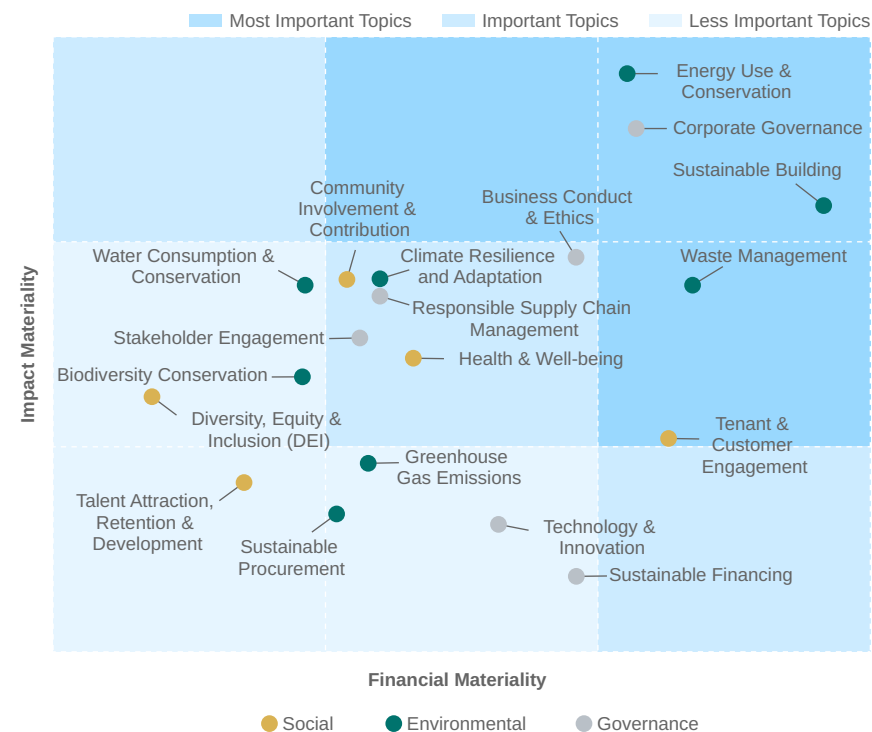 Most Important Topics
Important Topics
Less Important Topics
Energy Use &
Conservation
Corporate Governance
Sustainable Building
Community
Involvement &
Contribution
Business Conduct
& Ethics
Water Consumption &
Conservation
Climate Resilience
and Adaptation
Waste Management
Responsible Supply Chain
Management
Stakeholder Engagement
Health & Well-being
Biodiversity Conservation
Diversity, Equity &
Inclusion (DEI)
Tenant &
Customer
Engagement
Greenhouse
Gas Emissions
Talent Attraction,
Retention &
Development
Sustainable
Procurement
Technology &
Innovation
Sustainable Financing
Impact Materiality
Financial Materiality
Social
Environmental
Governance